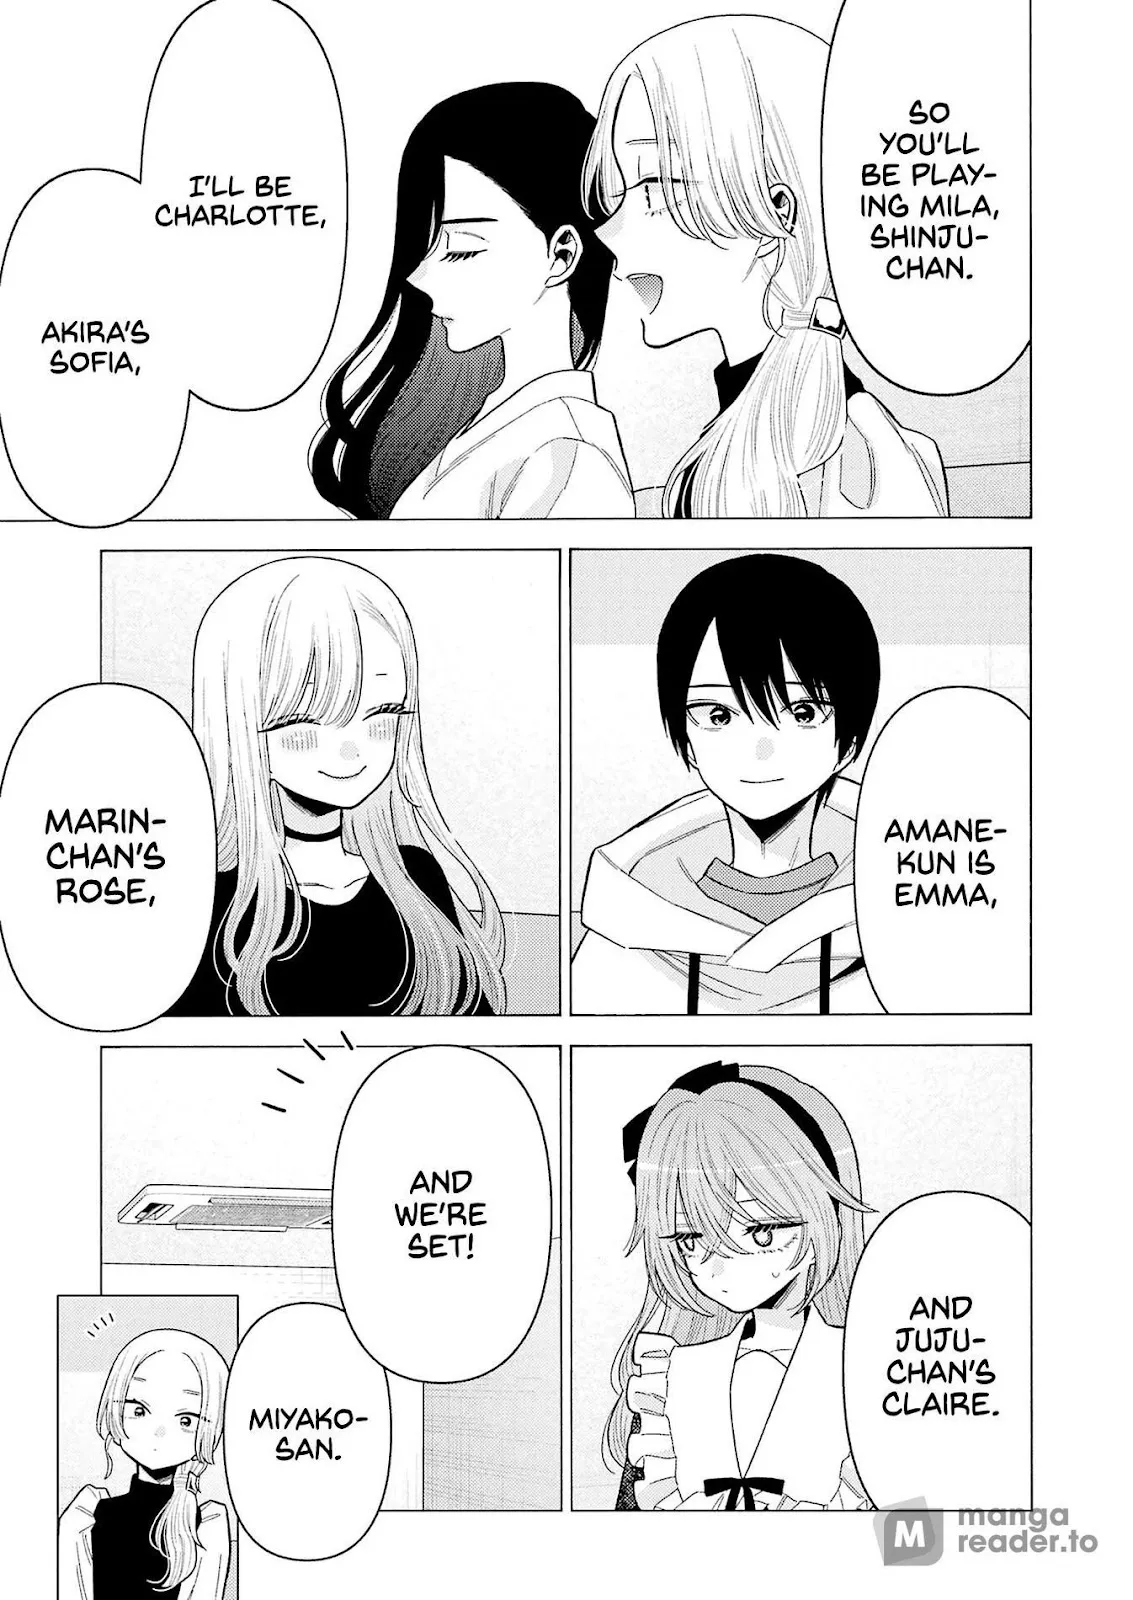 SO
YOU'LL
BE PLAY-
ING MILA,
SHINJU-
CHAN.
I'LL BE
CHARLOTTE,
AKIRA'S
SOFIA,
AMANE-
KUN IS
EMMA,
MARIN-
CHAN'S
ROSE,
AND
JUJU-
CHAN'S
CLAIRE.
AND
WE'RE
SET!
MIYAKO-
SAN.
M
manga
reader.to